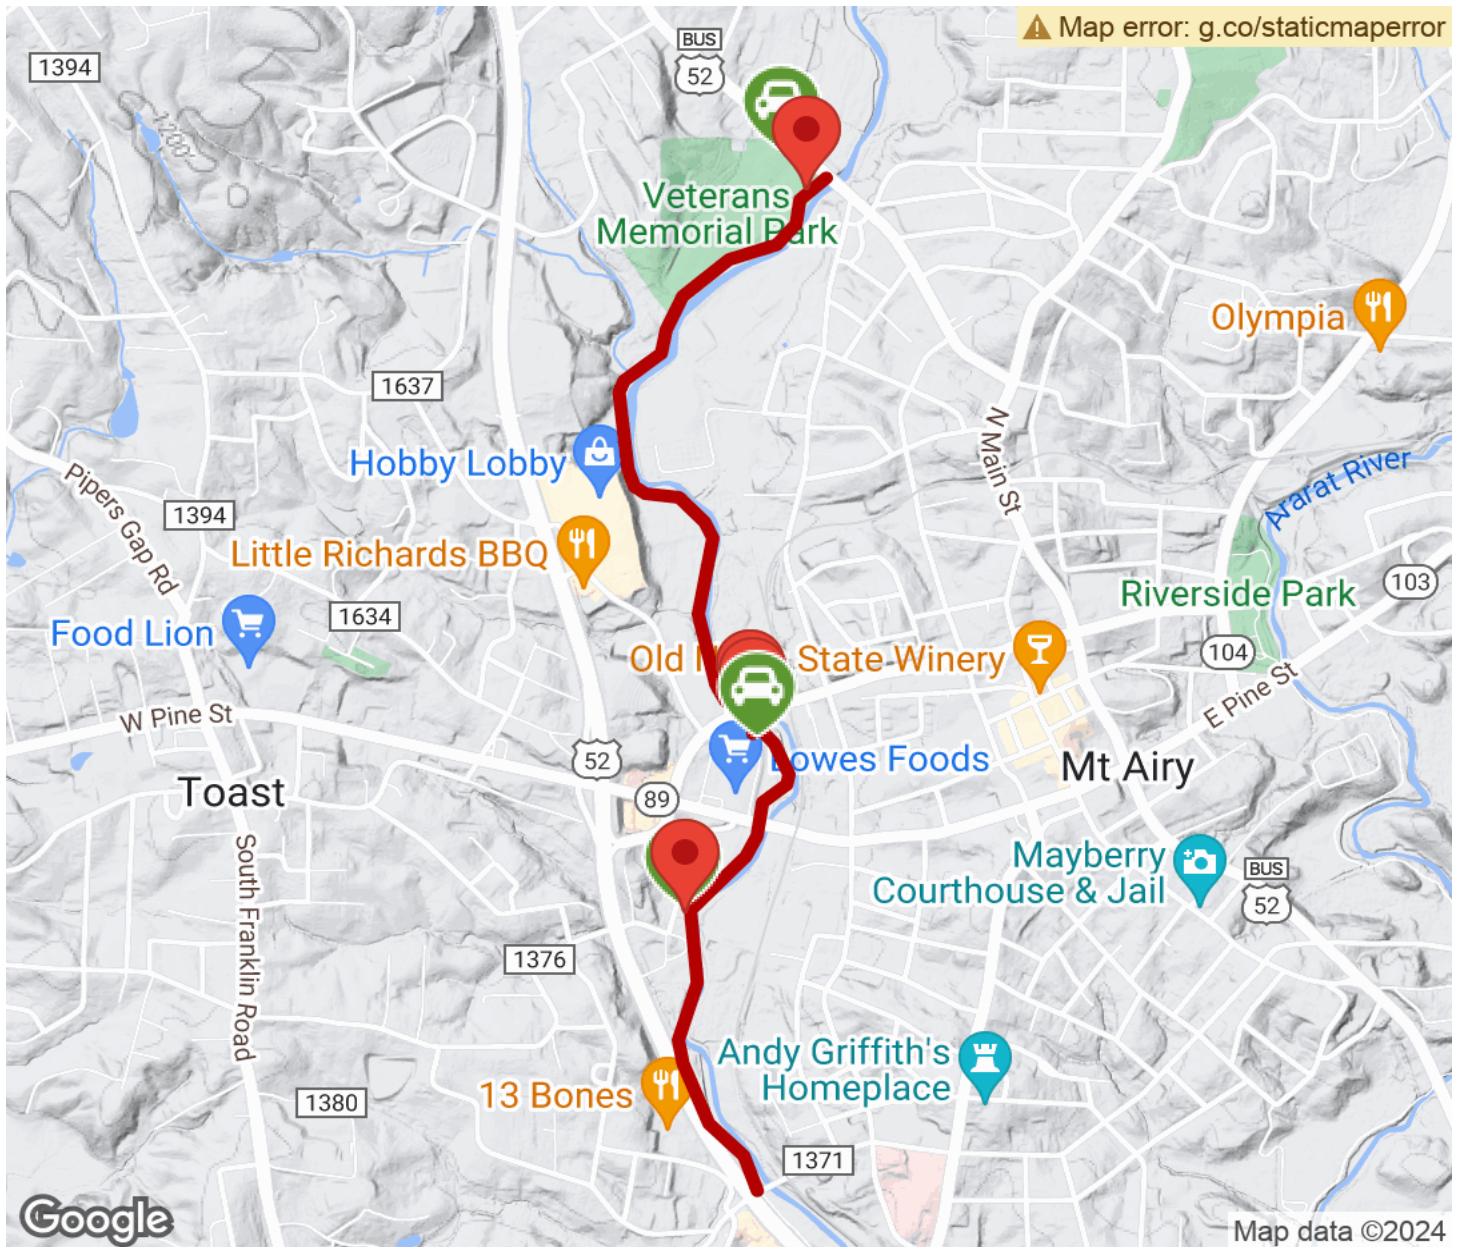 Map error: g.co/staticmaperror
1394
BUS
52
1200
Veterans
Memorial Park
Olympia
1637
N Main St
Hobby Lobby
Ararat River
Pipers Gap Rd
1394
Little Richards BBQ
103
Riverside Park
1634
Food Lion
Old
State Winery
104
E Pine St
W Pine St
52
Lowes Foods
Mt Airy
Toast
89
South Franklin Road
Mayberry
Courthouse & Jail
BUS
52
1376
Andy Griffith's
Homeplace
13 Bones
1380
1371
Google
Map data ©2024